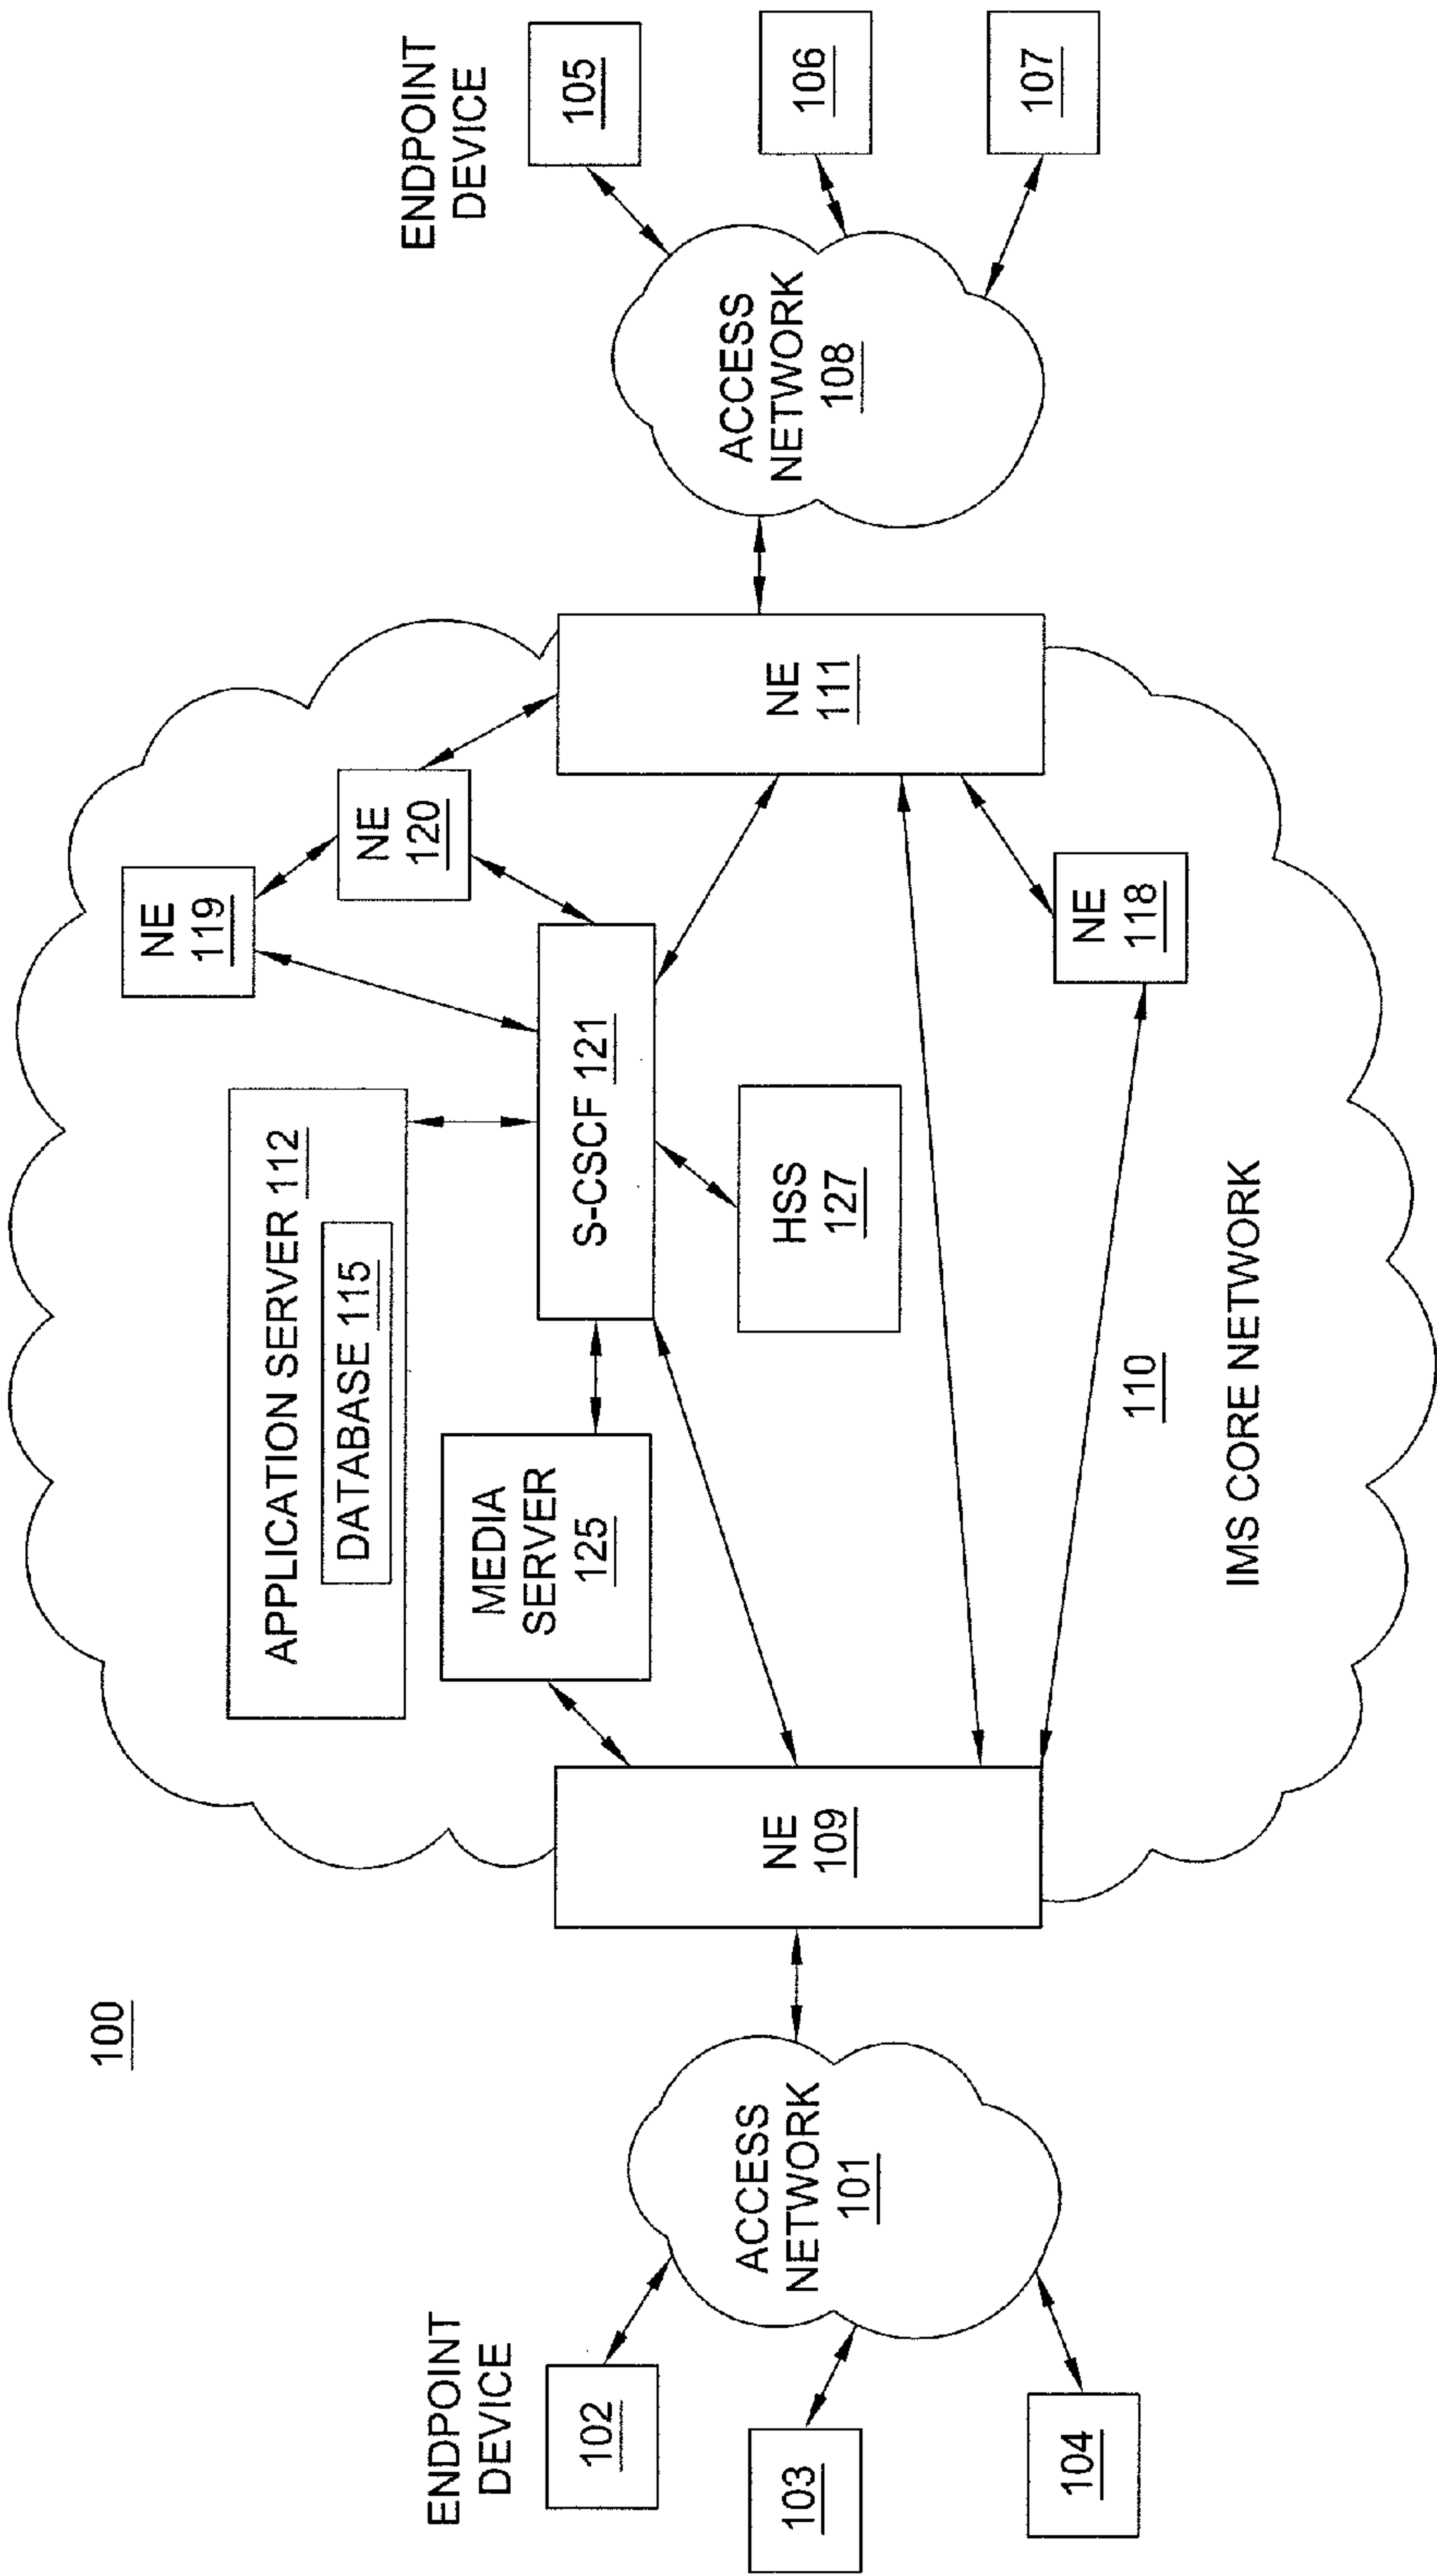 100
ENDPOINT
DEVICE
102
103
104
ACCESS
NETWORK
101
NE
109
APPLICATION SERVER 112
DATABASE 115
MEDIA
SERVER
125
S-CSCF 121
HSS
127
NE
119
NE
120
NE
111
NE
118
110
IMS CORE NETWORK
ACCESS
NETWORK
108
ENDPOINT
DEVICE
105
106
107